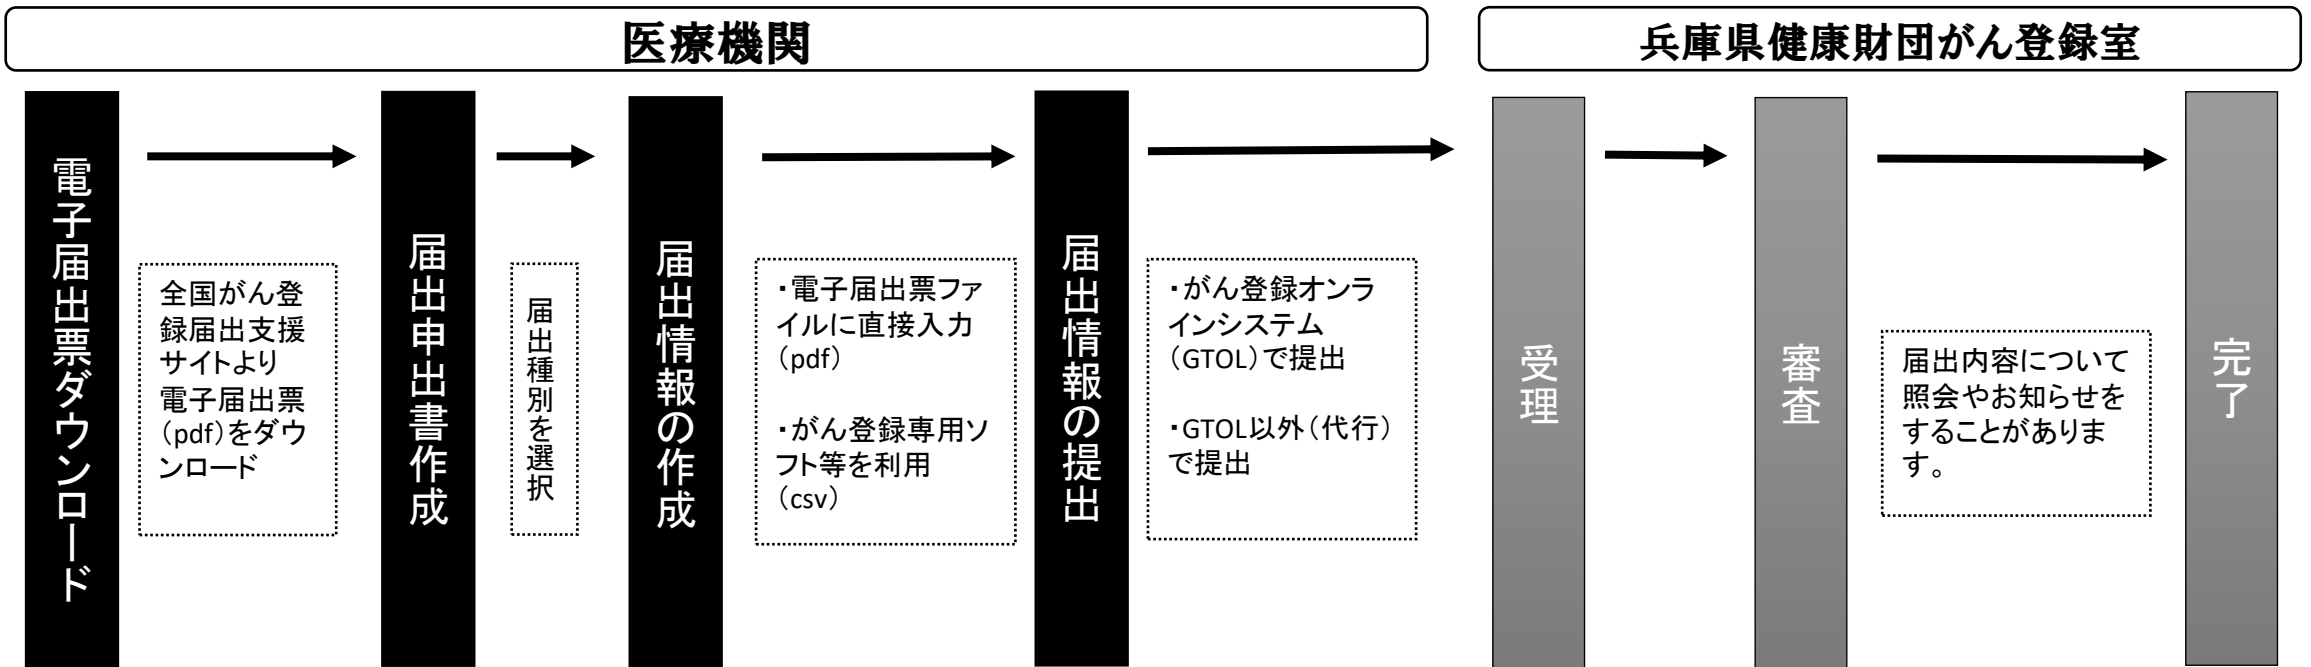 医療機関
兵庫県健康財団がん登録室
電子届出票ダウンロード
全国がん登
録届出支援
サイトより
電子届出票
（pdf）をダウ
ンロード
届出申出書作成
届出種別を選択
届出情報の作成
・電子届出票ファ
イルに直接入力
（pdf）
・がん登録専用ソ
フト等を利用
（csv）
届出情報の提出
・がん登録オンラ
インシステム
（GTOL）で提出
・GTOL以外（代行）
で提出
受理
審査
届出内容について
照会やお知らせを
することがありま
す。
完了